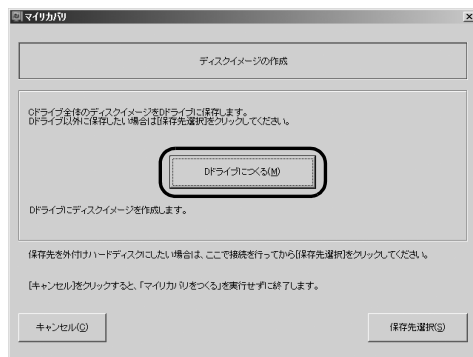 マイリカバリ
ディスクイメージの作成
Cドライブ全体のディスクイメージをDドライブに保存します。
Dドライブ以外に保存したい場合は[保存先選択]をクリックしてください。
Dドライブにつくる(M)
Dドライブにディスクイメージを作成します。
保存先を外付けハードディスクにしたい場合は、ここで接続を行ってから[保存先選択]をクリックしてください。
[キャンセル]をクリックすると、「マイリカバリをつくる」を実行せずに終了します。
キャンセル(C)
保存先選択(S)